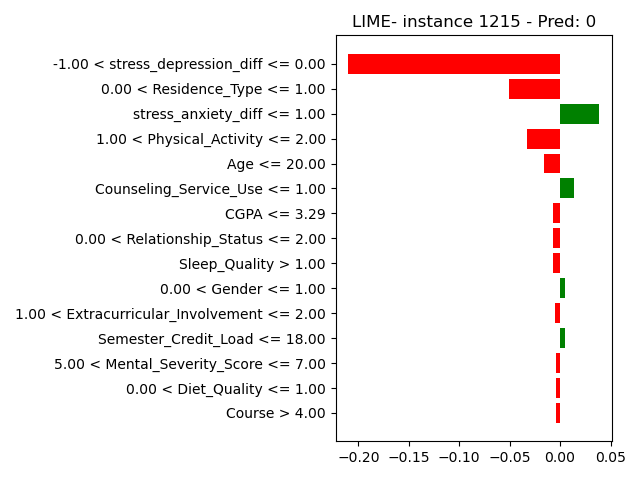 LIME- instance 1215 - Pred: 0
-1.00 < stress_depression_diff <= 0.00
0.00 < Residence_Type <= 1.00
stress_anxiety_diff <= 1.00
1.00 < Physical_Activity <= 2.00
Age <= 20.00
Counseling_Service_Use <= 1.00
CGPA <= 3.29
0.00 < Relationship_Status <= 2.00
Sleep_Quality > 1.00
0.00 < Gender <= 1.00
1.00 < Extracurricular_Involvement <= 2.00
Semester_Credit_Load <= 18.00
5.00 < Mental_Severity_Score <= 7.00
0.00 < Diet_Quality <= 1.00
Course > 4.00
−0.20 −0.15 −0.10 −0.05 0.00 0.05